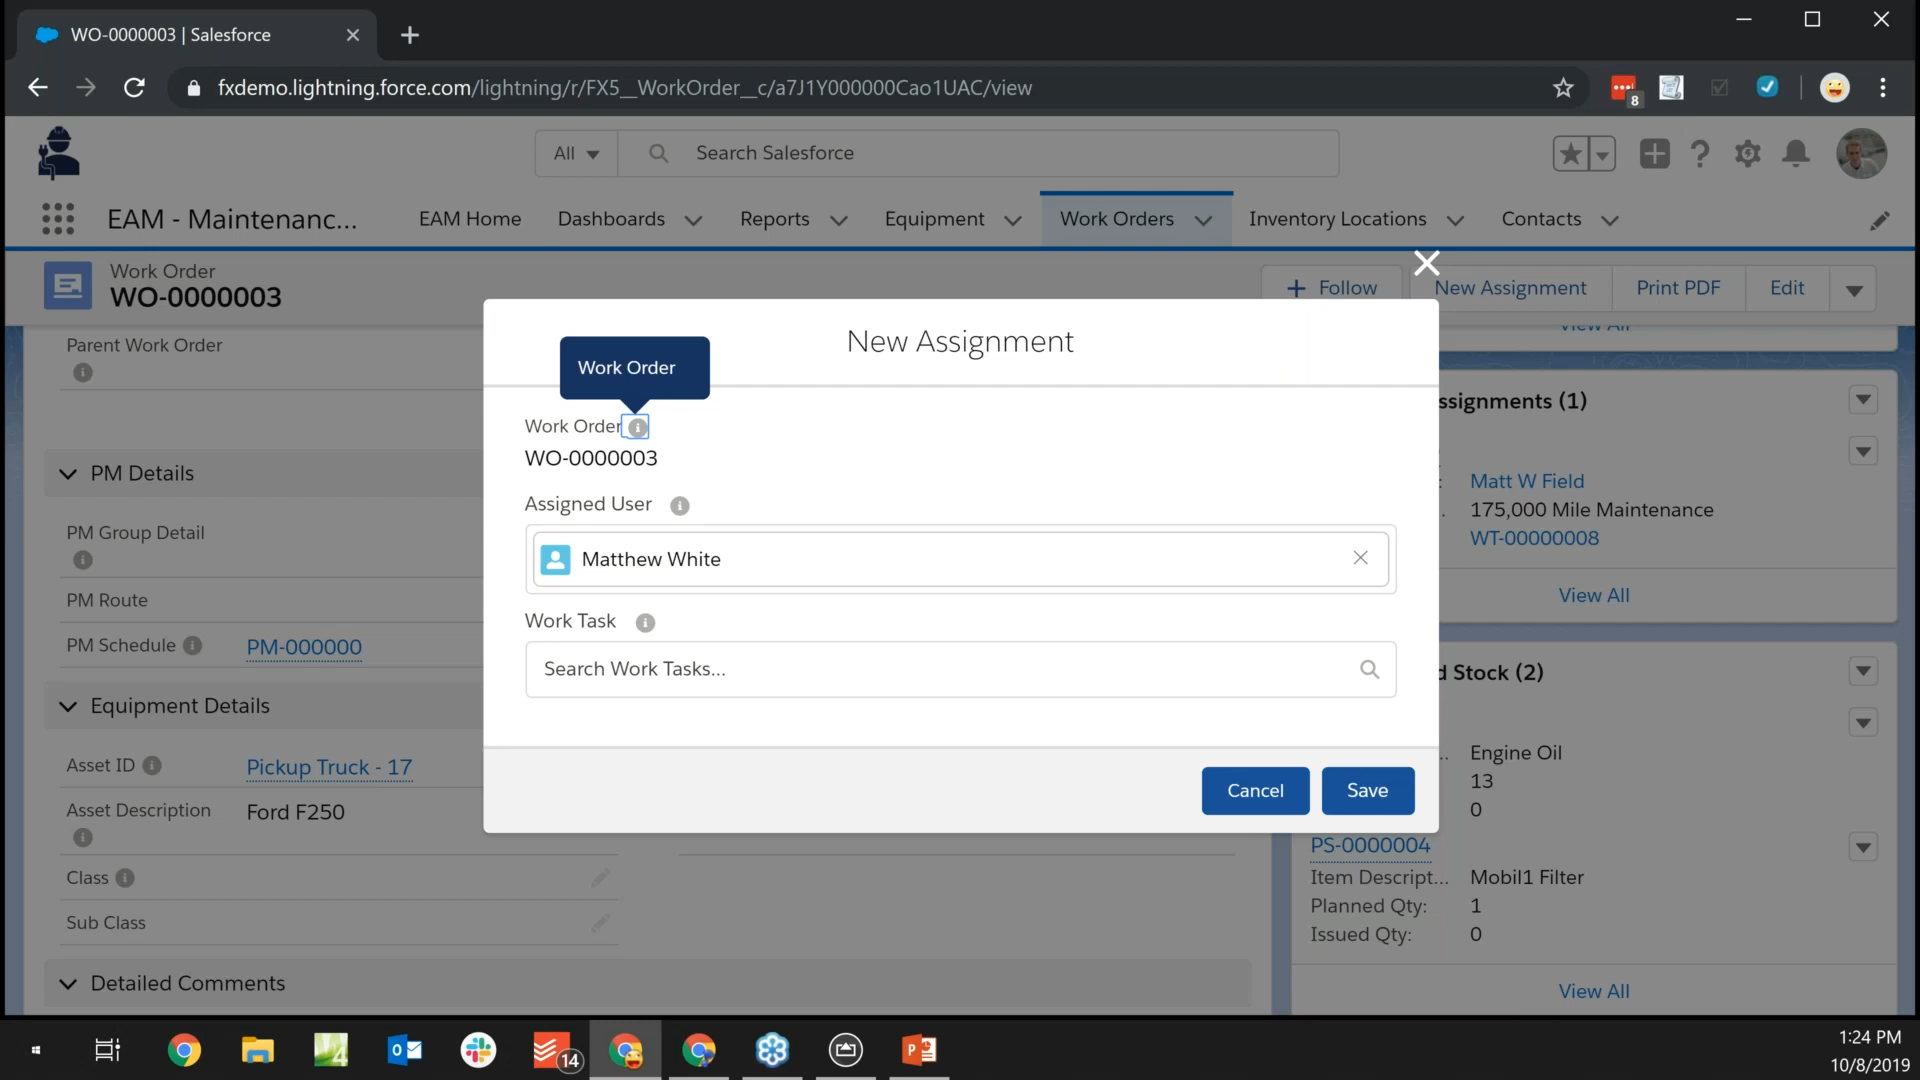 WO-0000003 | Salesforce
fxdemo.lightning.force.com/lightning/r/FX5__WorkOrder__c/a7J1Y000000Cao1UAC/view
8
All
Search Salesforce
EAM - Maintenanc...
EAM Home
Dashboards
Reports
Equipment
Work Orders
Inventory Locations
Contacts
Work Order
WO-0000003
Follow
New Assignment
Print PDF
Edit
Parent Work Order
PM Details
PM Group Detail
PM Route
PM Schedule
PM-000000
Equipment Details
Asset ID
Pickup Truck - 17
Asset Description
Ford F250
Class
Sub Class
Detailed Comments
New Assignment
Work Order
Work Order
WO-0000003
Assigned User
Matthew White
Work Task
Search Work Tasks...
Cancel
Save
View All
ssignments (1)
Matt W Field
175,000 Mile Maintenance
WT-00000008
View All
d Stock (2)
Engine Oil
13
0
PS-0000004
Item Descript... Mobil1 Filter
Planned Qty: 1
Issued Qty: 0
View All
4
14
1:24 PM
10/8/2019